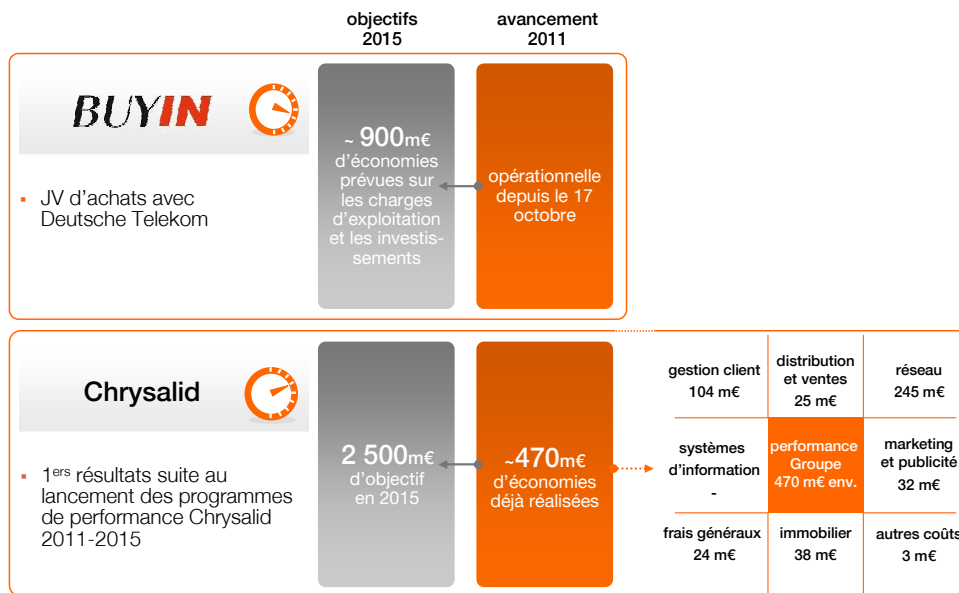 objectifs
2015
avancement
2011
BUYIN
▪ JV d'achats avec
Deutsche Telekom
~ 900m€
d'économies
prévues sur
les charges
d'exploitation
et les investis-
sements
opérationnelle
depuis le 17
octobre
Chrysalid
▪ 1ers résultats suite au
lancement des programmes
de performance Chrysalid
2011-2015
2 500m€
d'objectif
en 2015
~470m€
d'économies
déjà réalisées
gestion client
104 m€
distribution
et ventes
25 m€
réseau
245 m€
systèmes
d'information
-
performance
Groupe
470 m€ env.
marketing
et publicité
32 m€
frais généraux
24 m€
immobilier
38 m€
autres coûts
3 m€